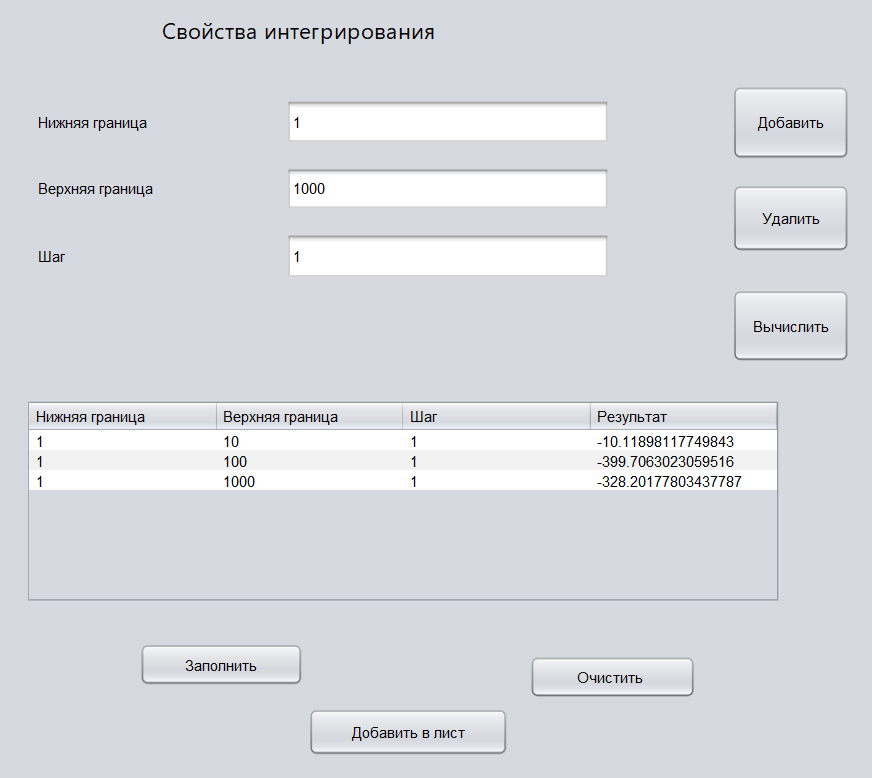 Свойства интегрирования
Нижняя граница 1 Добавить
Верхняя граница 1000 Удалить
Шаг 1
Вычислить
Нижняя граница Верхняя граница Шаг Результат
1 10 1 -10.11898117749843
1 100 1 -399.7063023059516
1 1000 1 -328.20177803437787
Заполнить
Очистить
Добавить в лист